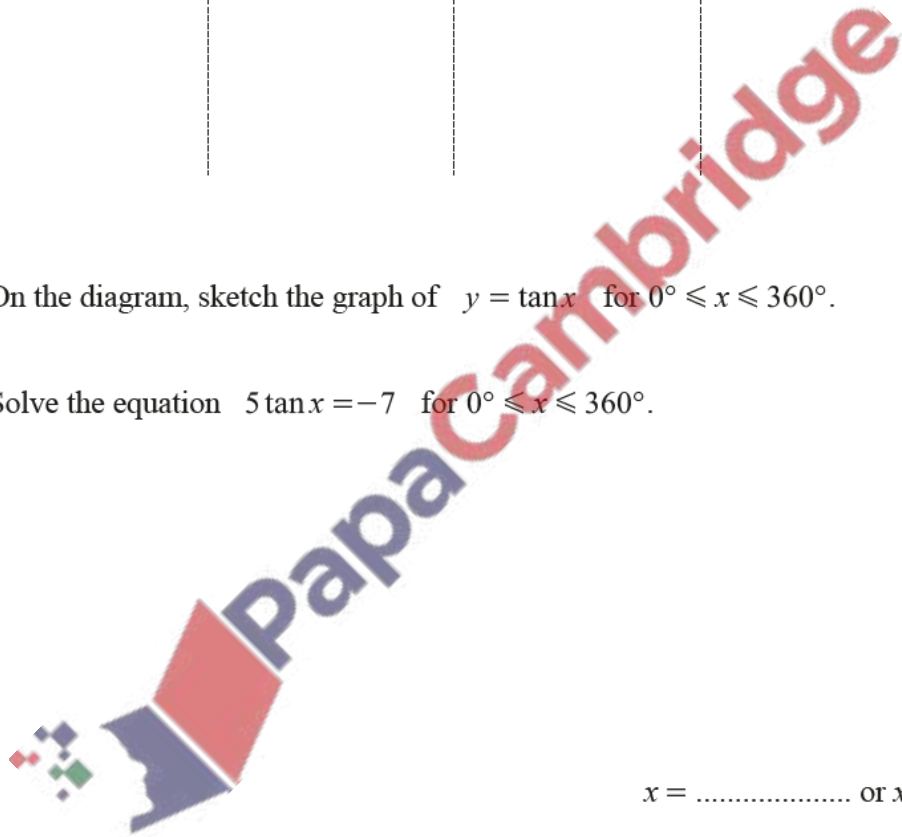 On the diagram, sketch the graph of y = tan x for 0° ⩽ x ⩽ 360°.
Solve the equation 5 tan x = −7 for 0° ⩽ x ⩽ 360°.
PapaCambridge
x = .................... or x